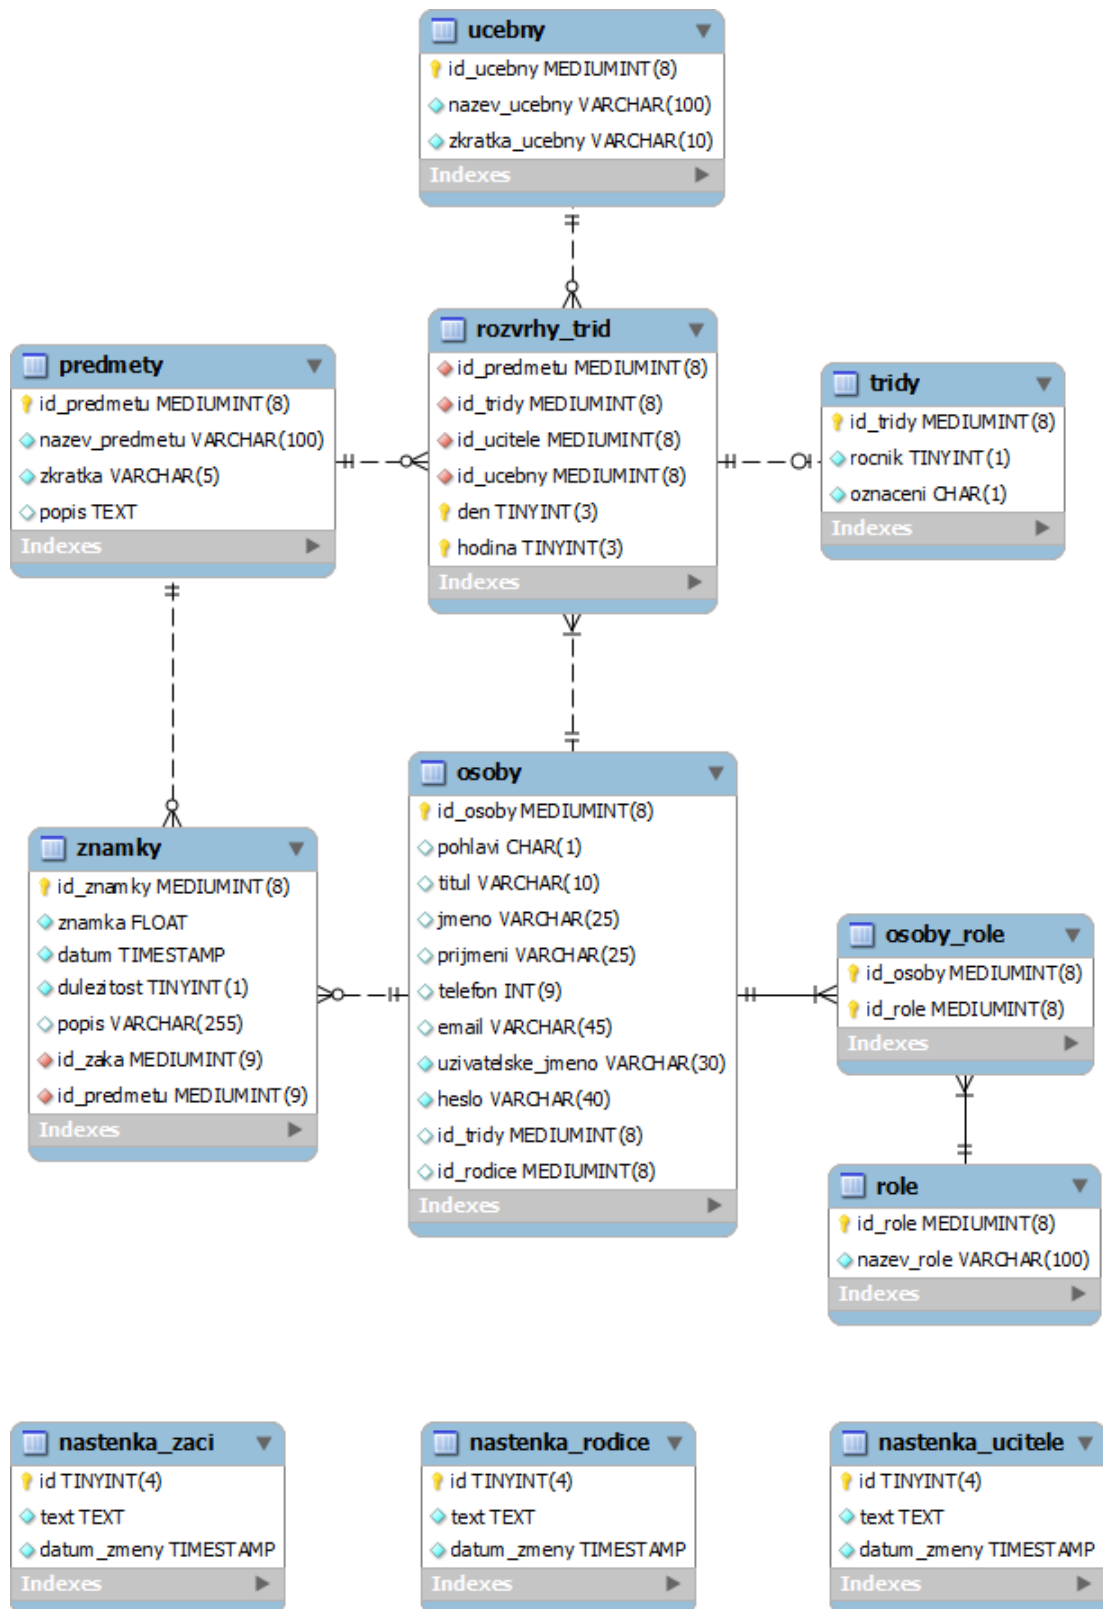 ucebny
id_ucebny MEDIUMINT(8)
nazev_ucebny VARCHAR(100)
zkratka_ucebny VARCHAR(10)
Indexes
rozvrhy_trid
id_predmetu MEDIUMINT(8)
id_tridy MEDIUMINT(8)
id_ucitele MEDIUMINT(8)
id_ucebny MEDIUMINT(8)
den TINYINT(3)
hodina TINYINT(3)
Indexes
predmety
id_predmetu MEDIUMINT(8)
nazev_predmetu VARCHAR(100)
zkratka VARCHAR(5)
popis TEXT
Indexes
tridy
id_tridy MEDIUMINT(8)
rocnik TINYINT(1)
oznaceni CHAR(1)
Indexes
osoby
id_osoby MEDIUMINT(8)
pohlavi CHAR(1)
titul VARCHAR(10)
jmeno VARCHAR(25)
prijmeni VARCHAR(25)
telefon INT(9)
email VARCHAR(45)
uzivatelske_jmeno VARCHAR(30)
heslo VARCHAR(40)
id_tridy MEDIUMINT(8)
id_rodice MEDIUMINT(8)
Indexes
znamky
id_znamky MEDIUMINT(8)
znamka FLOAT
datum TIMESTAMP
dulezitost TINYINT(1)
popis VARCHAR(255)
id_zaka MEDIUMINT(9)
id_predmetu MEDIUMINT(9)
Indexes
osoby_role
id_osoby MEDIUMINT(8)
id_role MEDIUMINT(8)
Indexes
role
id_role MEDIUMINT(8)
nazev_role VARCHAR(100)
Indexes
nastenka_zaci
id TINYINT(4)
text TEXT
datum_zmeny TIMESTAMP
Indexes
nastenka_rodice
id TINYINT(4)
text TEXT
datum_zmeny TIMESTAMP
Indexes
nastenka_ucitele
id TINYINT(4)
text TEXT
datum_zmeny TIMESTAMP
Indexes